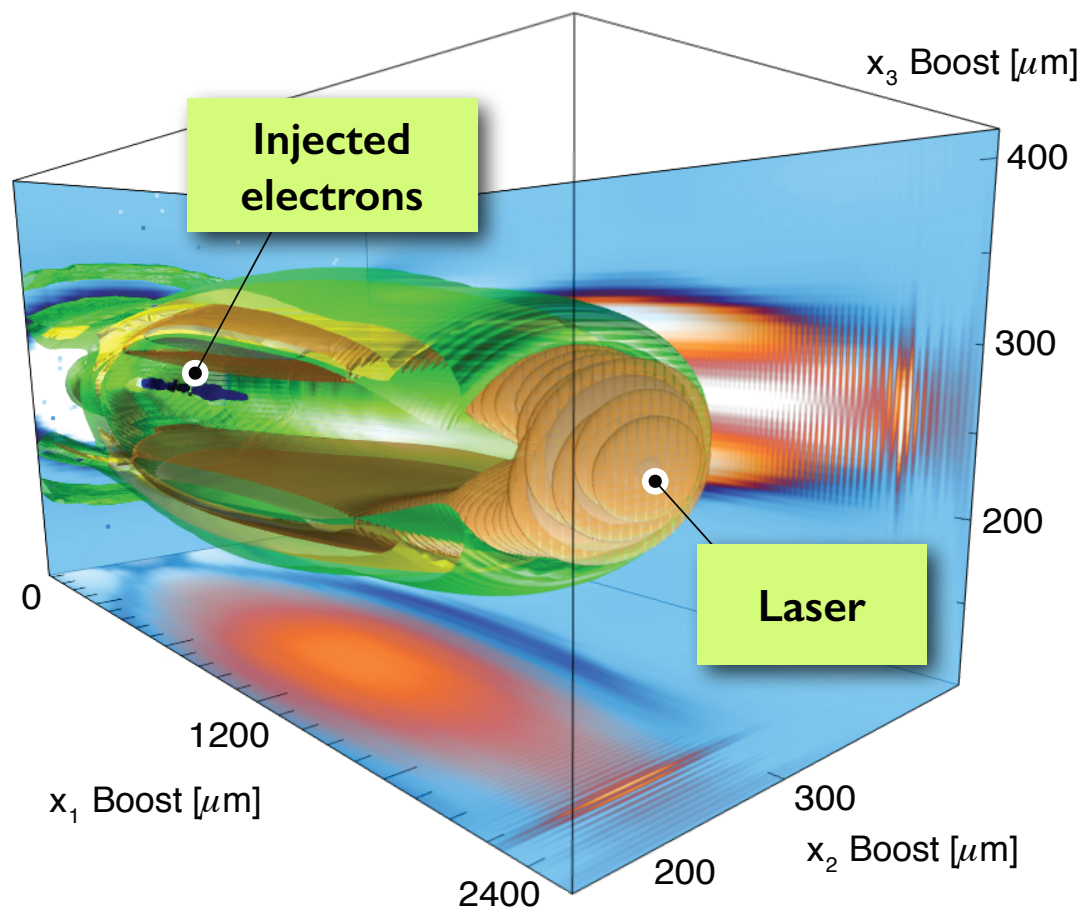 x₃ Boost [μm]
Injected
electrons
400
300
200
Laser
0
1200
x₁ Boost [μm]
2400
200
300
x₂ Boost [μm]